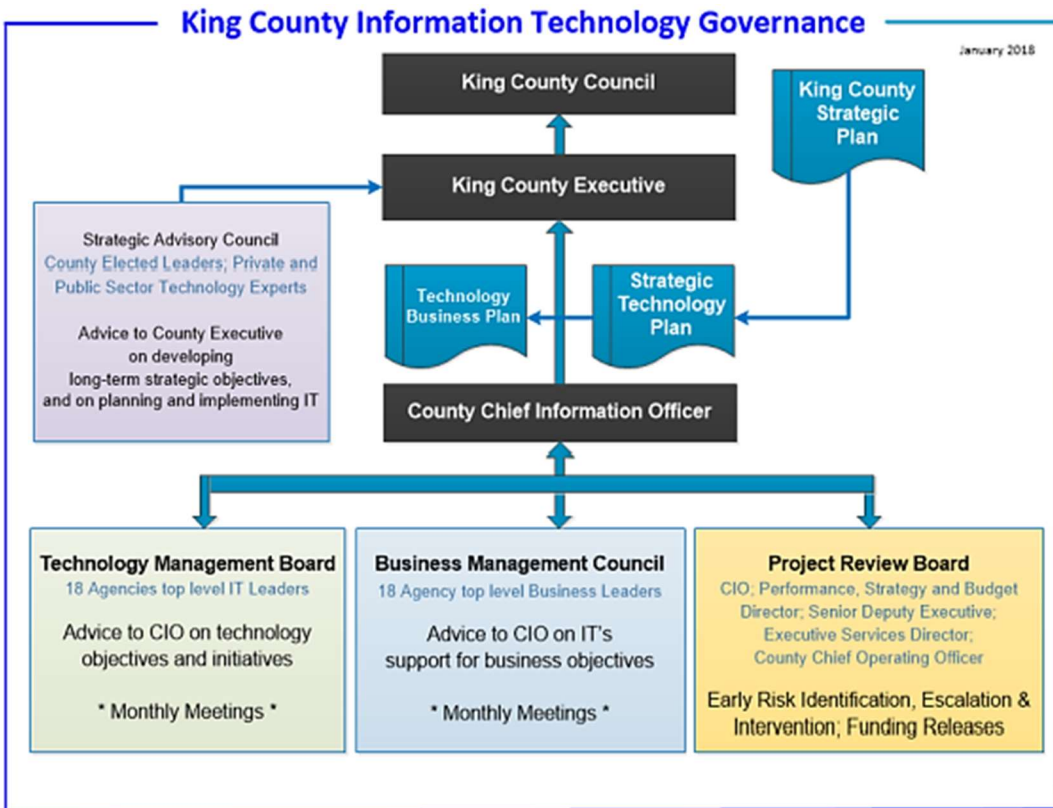 King County Information Technology Governance
January 2018
King County Council
King County
Strategic
Plan
King County Executive
Strategic Advisory Council
County Elected Leaders; Private and
Public Sector Technology Experts
Advice to County Executive
on developing
long-term strategic objectives,
and on planning and implementing IT
Technology
Business Plan
Strategic
Technology
Plan
County Chief Information Officer
Technology Management Board
18 Agencies top level IT Leaders
Advice to CIO on technology
objectives and initiatives
* Monthly Meetings *
Business Management Council
18 Agency top level Business Leaders
Advice to CIO on IT's
support for business objectives
* Monthly Meetings *
Project Review Board
CIO; Performance, Strategy and Budget
Director; Senior Deputy Executive;
Executive Services Director;
County Chief Operating Officer
Early Risk Identification, Escalation &
Intervention; Funding Releases